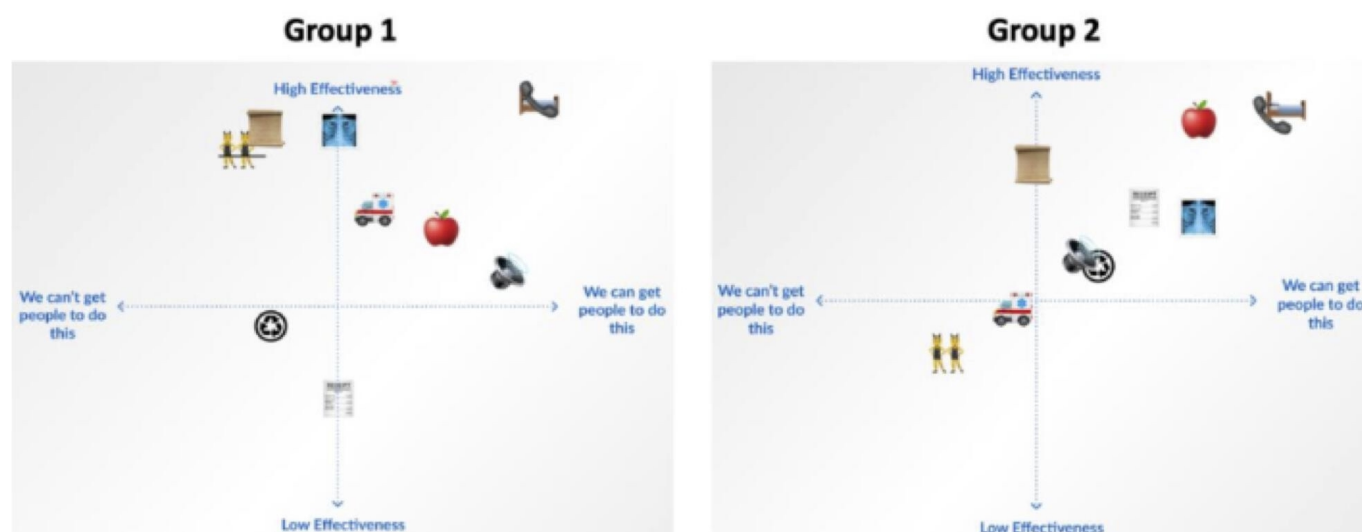 Group 1
High Effectiveness
We can't get
people to do
this
We can get
people to do
this
Low Effectiveness
Group 2
High Effectiveness
We can't get
people to do
this
We can get
people to do
this
Low Effectiveness